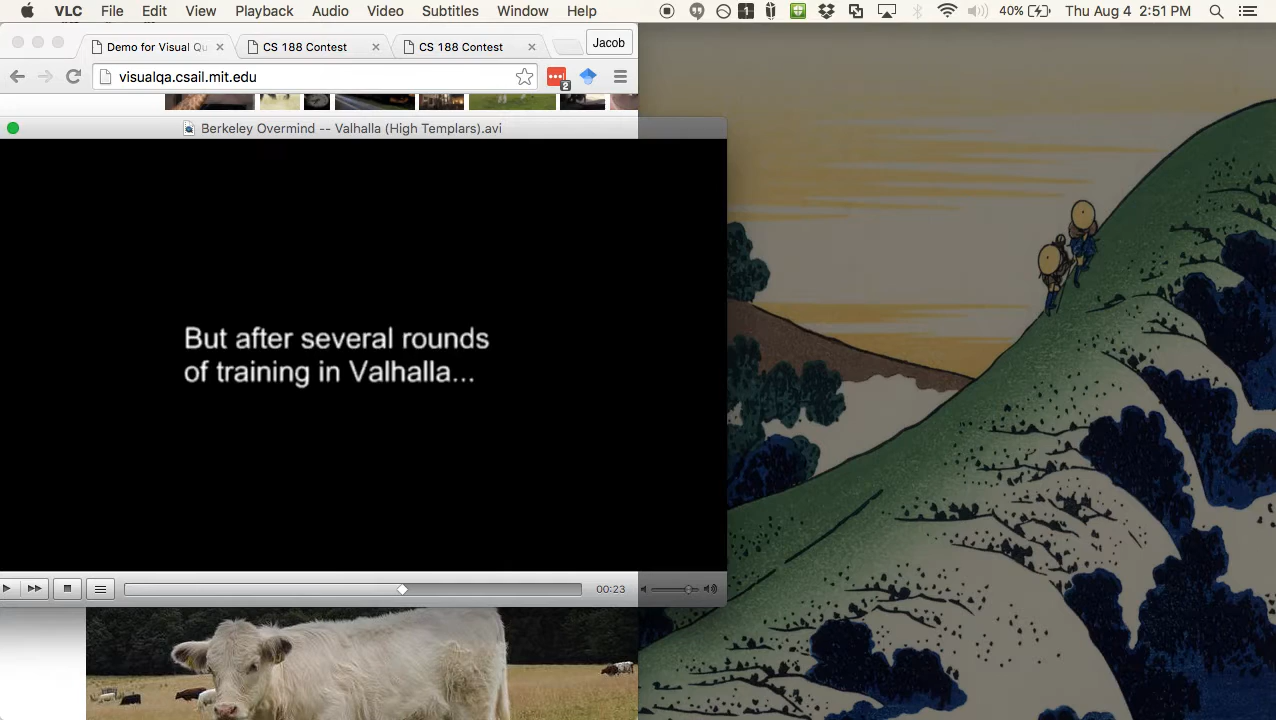 VLC File Edit View Playback Audio Video Subtitles Window Help 1 40% Thu Aug 4 2:51 PM
Demo for Visual Qu CS 188 Contest CS 188 Contest Jacob
visualqa.csail.mit.edu 2
Berkeley Overmind -- Valhalla (High Templars).avi
But after several rounds
of training in Valhalla...
00:23